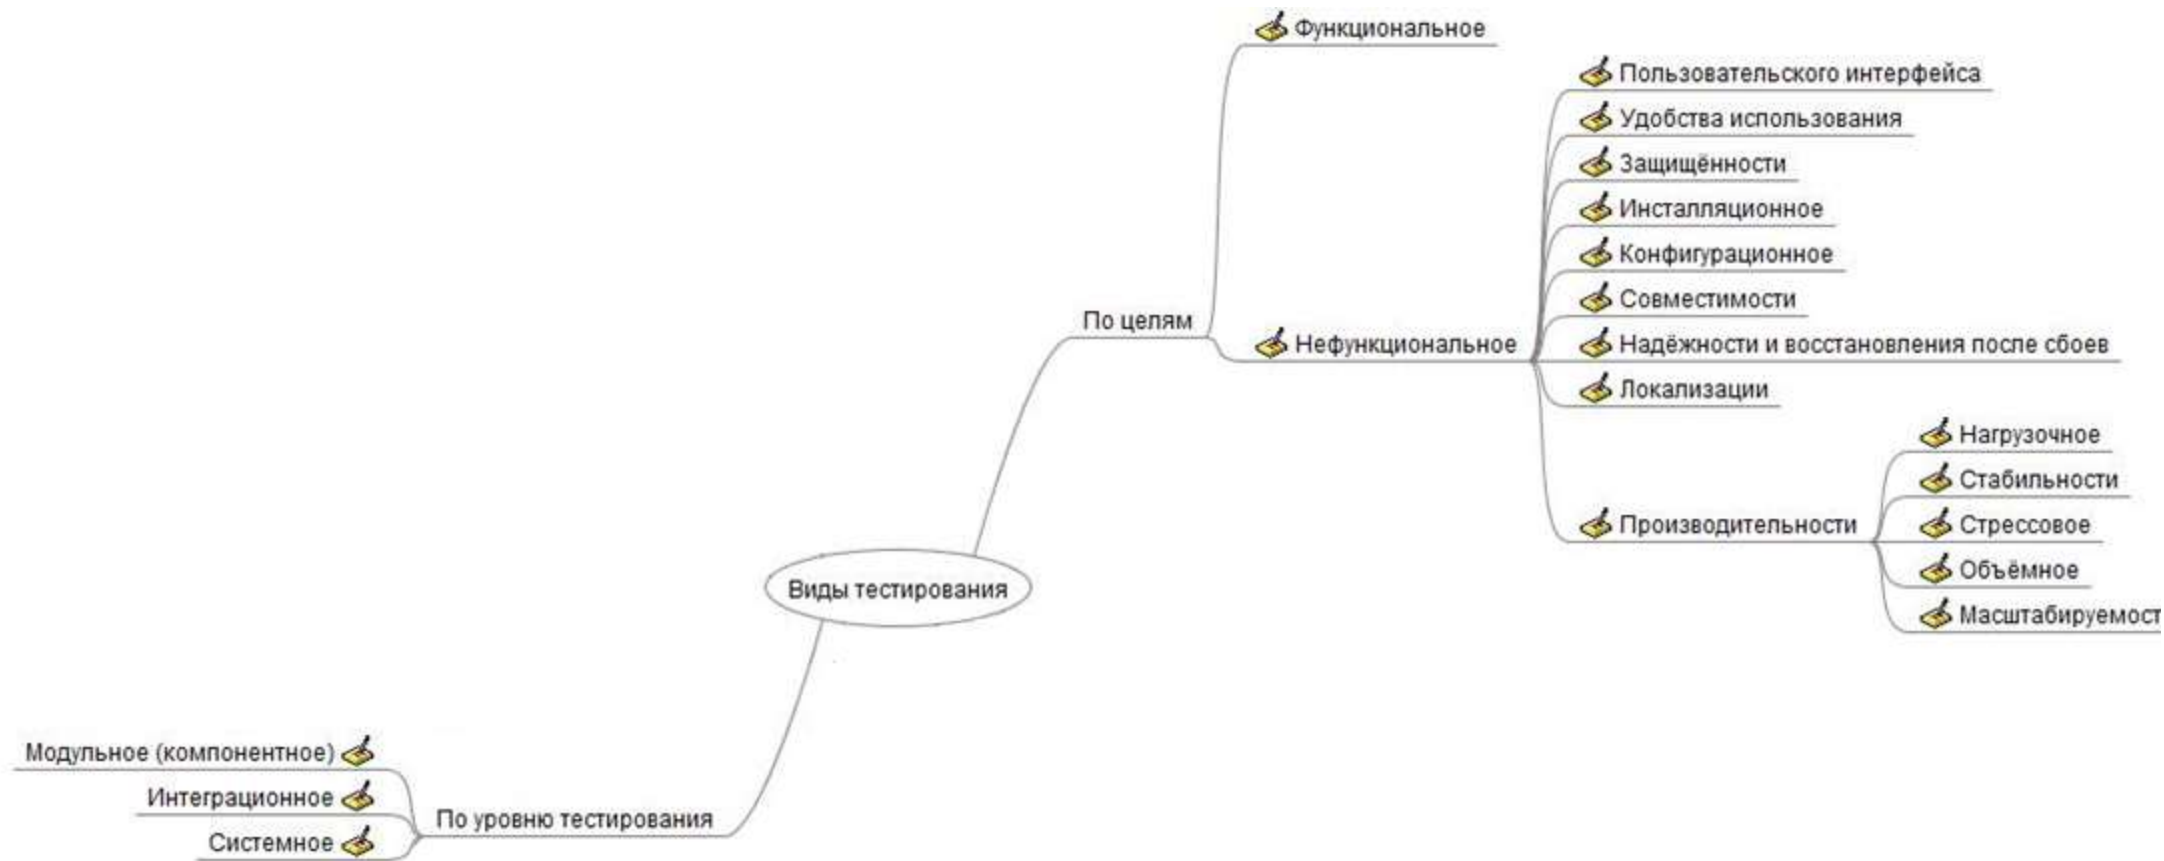 Функциональное
Пользовательского интерфейса
Удобства использования
Защищённости
Инсталляционное
Конфигурационное
Совместимости
По целям
Нефункциональное
Надёжности и восстановления после сбоев
Локализации
Нагрузочное
Стабильности
Производительности
Стрессовое
Объёмное
Виды тестирования
Масштабируемост
Модульное (компонентное)
Интеграционное
По уровню тестирования
Системное